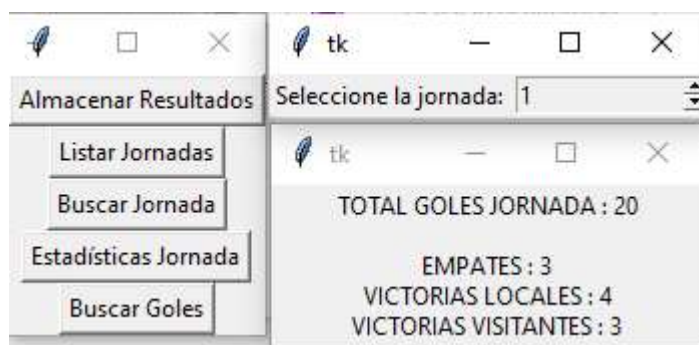 Almacenar Resultados
Listar Jornadas
Buscar Jornada
Estadísticas Jornada
Buscar Goles
tk
Seleccione la jornada: 1
tk
TOTAL GOLES JORNADA : 20
EMPATES : 3
VICTORIAS LOCALES : 4
VICTORIAS VISITANTES : 3